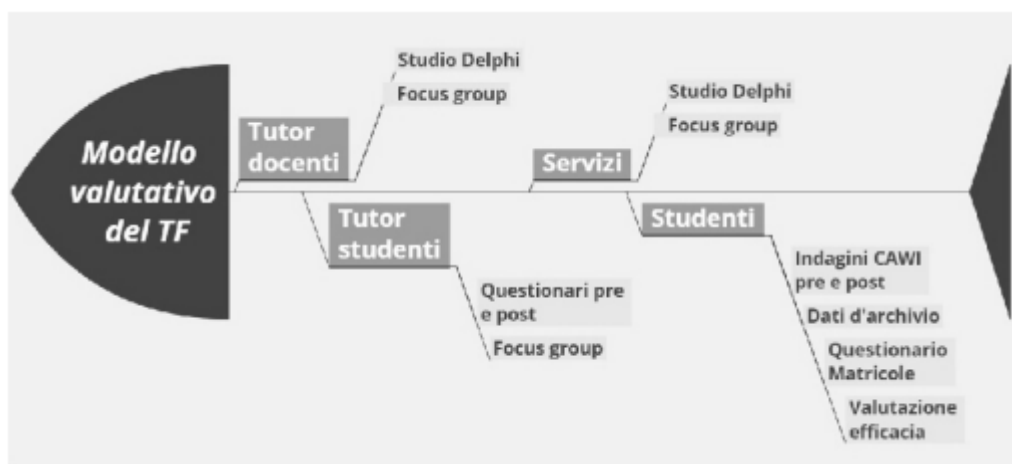 Modello
valutativo
del TF
Tutor
docenti
Studio Delphi
Focus group
Tutor
studenti
Questionari pre
e post
Focus group
Servizi
Studio Delphi
Focus group
Studenti
Indagini CAWI
pre e post
Dati d'archivio
Questionario
Matricole
Valutazione
efficacia